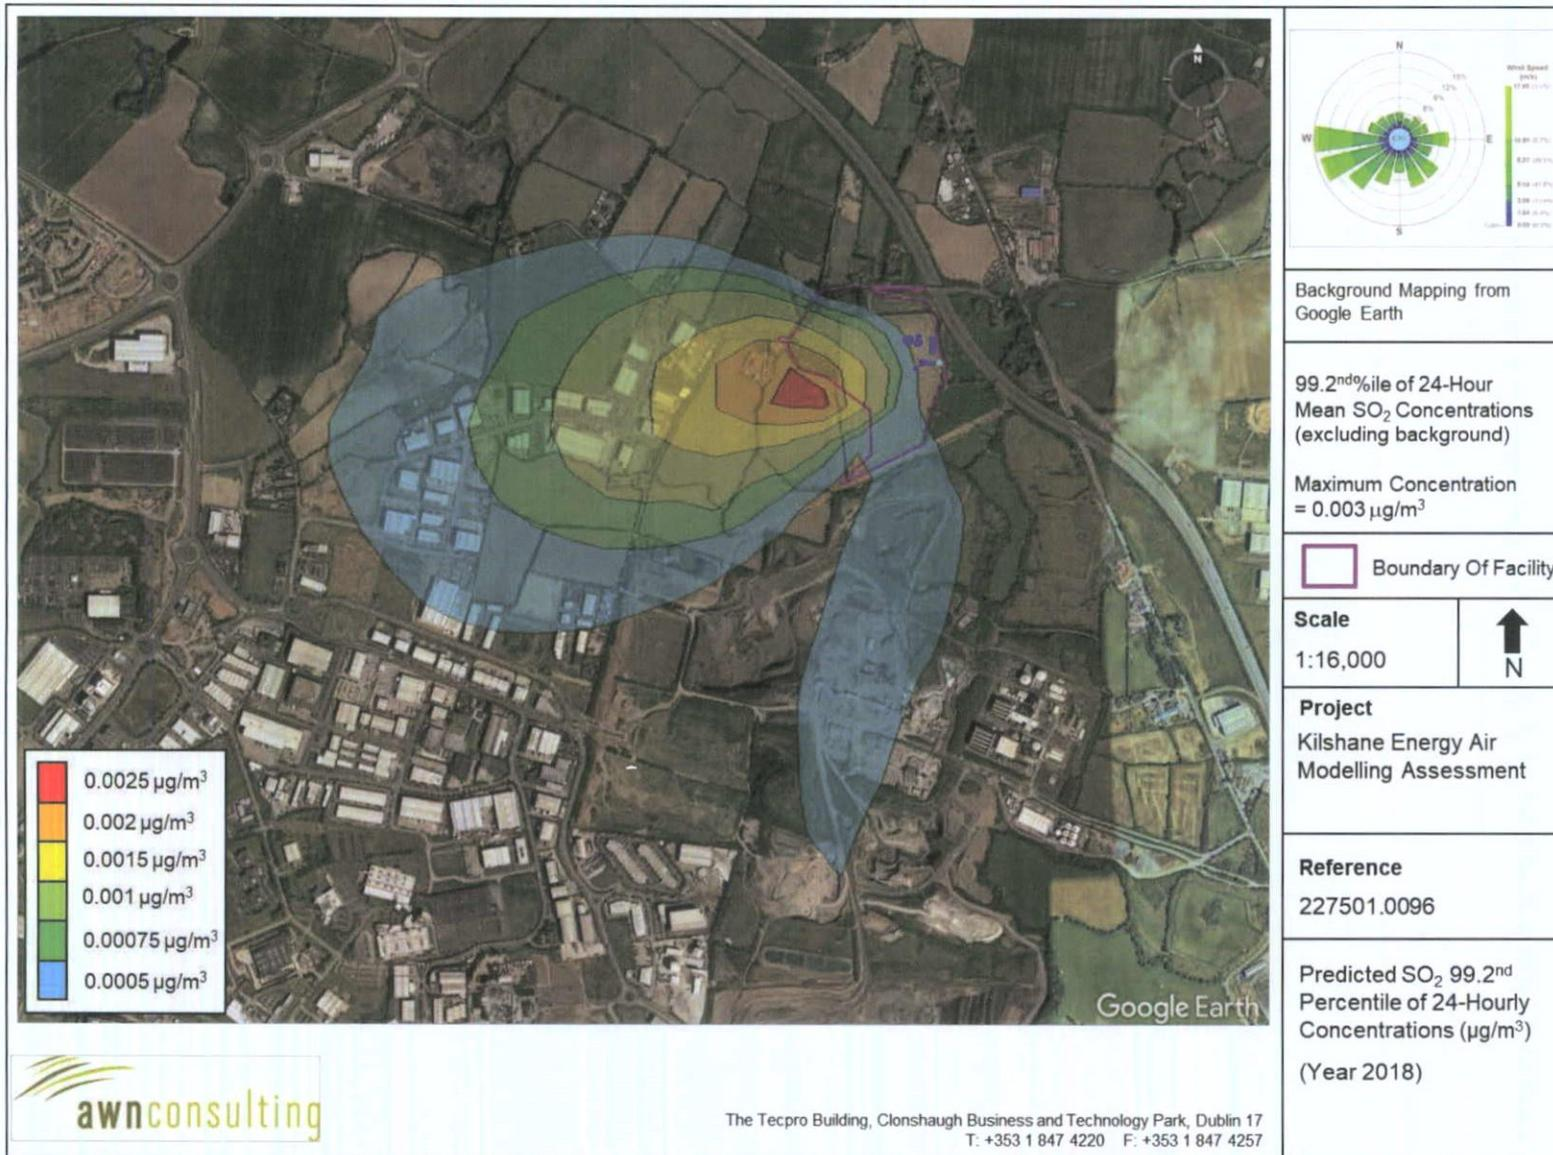 N
W
E
S
15%
12%
Wind Speed
(m/s)
Background Mapping from
Google Earth
99.2nd%ile of 24-Hour
Mean SO2 Concentrations
(excluding background)
Maximum Concentration
= 0.003 µg/m3
Boundary Of Facility
Scale
1:16,000
N
Project
Kilshane Energy Air
Modelling Assessment
Reference
227501.0096
Predicted SO2 99.2nd
Percentile of 24-Hourly
Concentrations (µg/m3)
(Year 2018)
N
0.0025 µg/m3
0.002 µg/m3
0.0015 µg/m3
0.001 µg/m3
0.00075 µg/m3
0.0005 µg/m3
Google Earth
awnconsulting
The Tecpro Building, Clonshaugh Business and Technology Park, Dublin 17
T: +353 1 847 4220 F: +353 1 847 4257